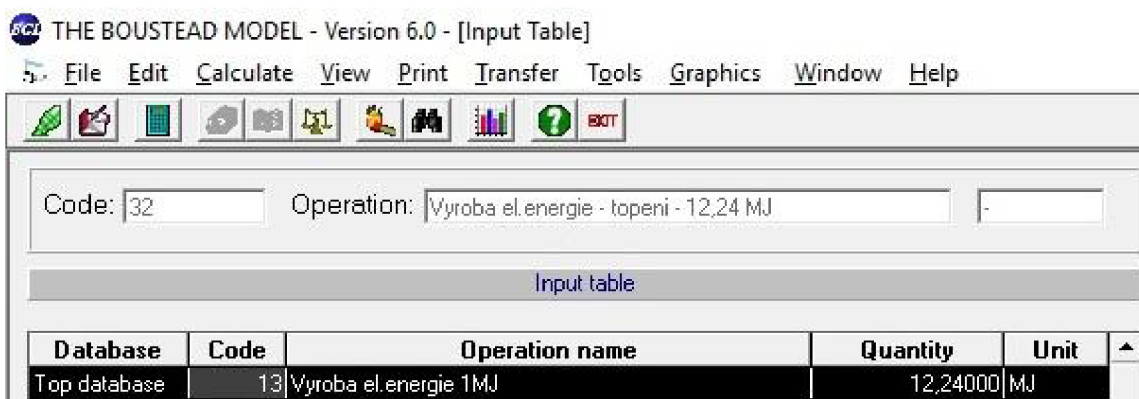 THE BOUSTEAD MODEL - Version 6.0 - [Input Table]
File Edit Calculate View Print Transfer Tools Graphics Window Help
EXIT
Code: 32 Operation: Vyroba el.energie - topeni - 12,24 MJ -
Input table
Database Code Operation name Quantity Unit
Top database 13 Vyroba el.energie 1MJ 12,24000 MJ